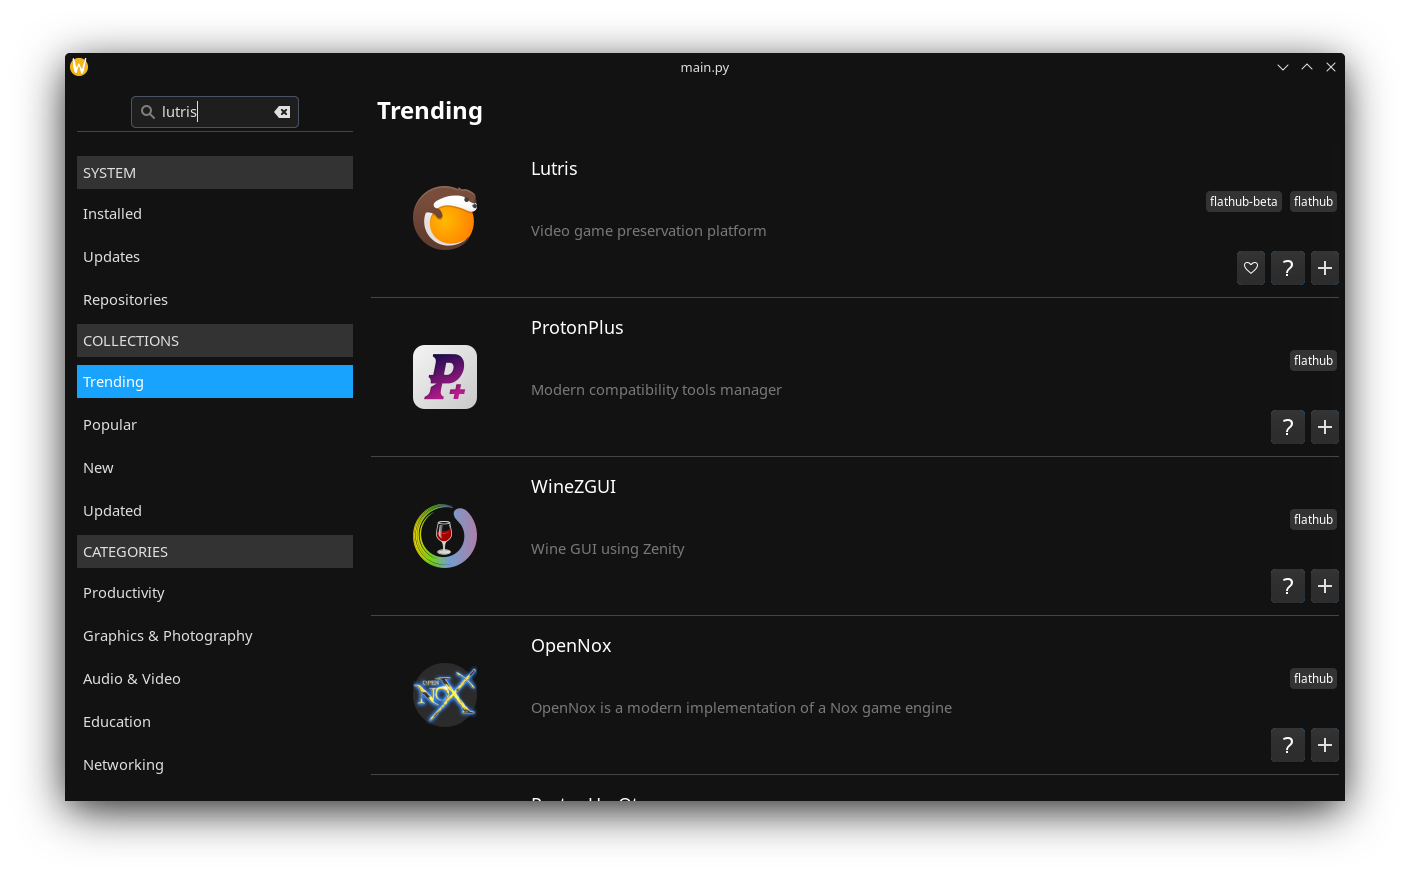 main.py
lutris
SYSTEM
Installed
Updates
Repositories
COLLECTIONS
Trending
Popular
New
Updated
CATEGORIES
Productivity
Graphics & Photography
Audio & Video
Education
Networking
Trending
Lutris
flathub-beta flathub
Video game preservation platform
? +
ProtonPlus
flathub
Modern compatibility tools manager
? +
WineZGUI
flathub
Wine GUI using Zenity
? +
OpenNox
flathub
OpenNox is a modern implementation of a Nox game engine
? +